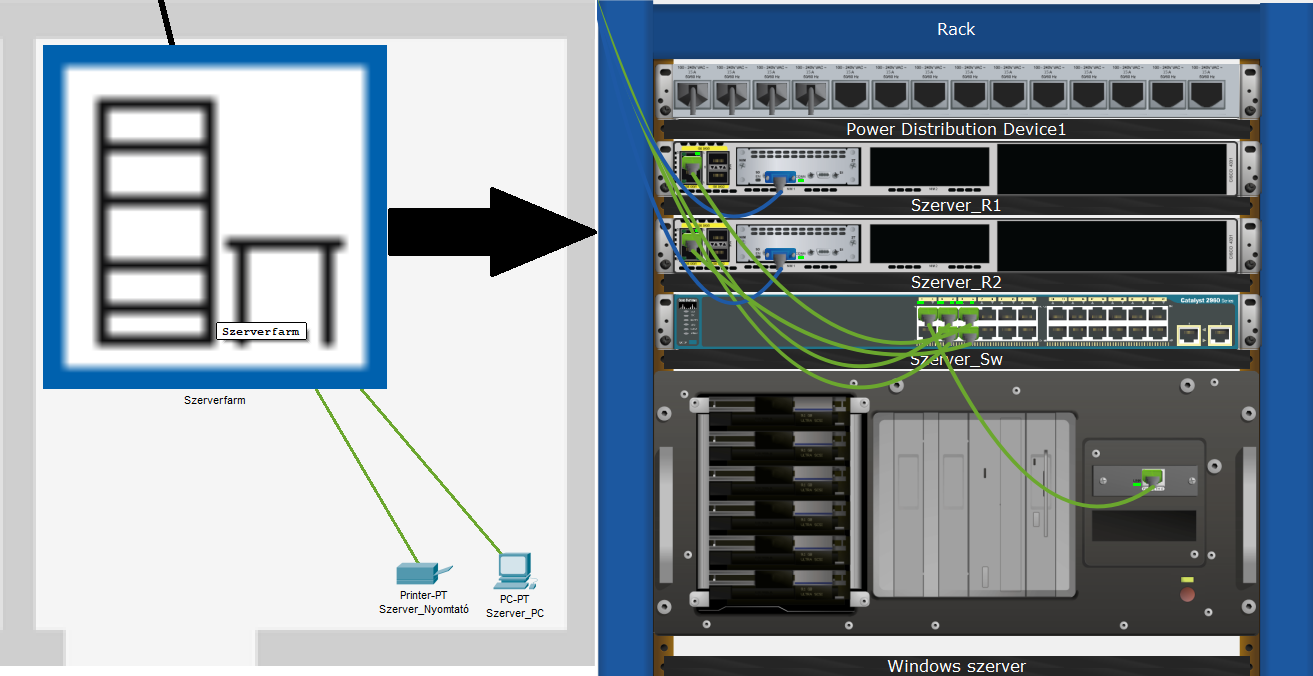 Szerverfarm
Szerverfarm
Printer-PT
Szerver_Nyomtató
PC-PT
Szerver_PC
Rack
Power Distribution Device1
Szerver_R1
Szerver_R2
Catalyst 2960 Series
Szerver_Sw
Windows szerver